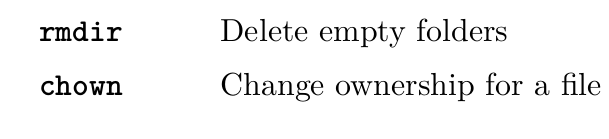 rmdir Delete empty folders
chown Change ownership for a file